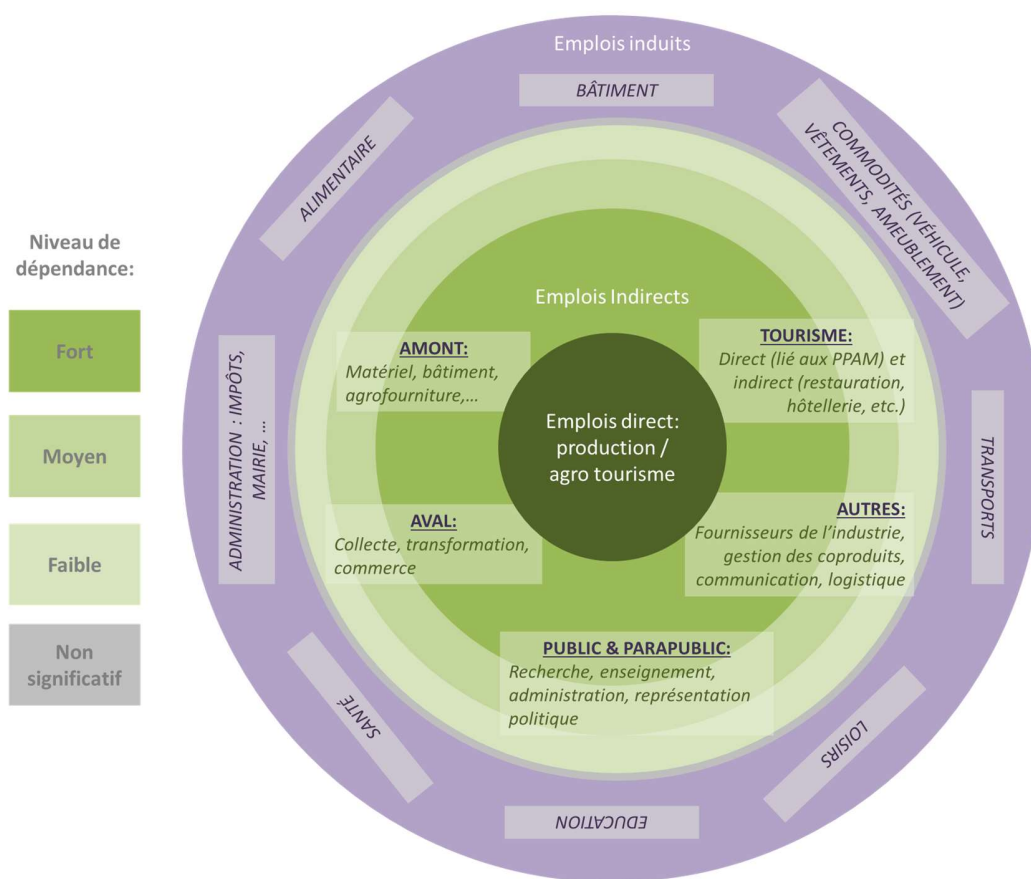 Emplois induits
BÂTIMENT
COMMODITÉS (VÉHICULE,
VÊTEMENTS, AMEUBLEMENT)
ALIMENTAIRE
Niveau de
dépendance:
Fort
Moyen
Faible
Non
significatif
ADMINISTRATION : IMPÔTS,
MAIRIE, ...
Emplois Indirects
AMONT:
Matériel, bâtiment,
agrofourniture,...
TOURISME:
Direct (lié aux PPAM) et
indirect (restauration,
hôtellerie, etc.)
Emplois direct:
production /
agro tourisme
TRANSPORTS
AVAL:
Collecte, transformation,
commerce
AUTRES:
Fournisseurs de l'industrie,
gestion des coproduits,
communication, logistique
PUBLIC & PARAPUBLIC:
Recherche, enseignement,
administration, représentation
politique
SANTÉ
LOISIRS
EDUCATION